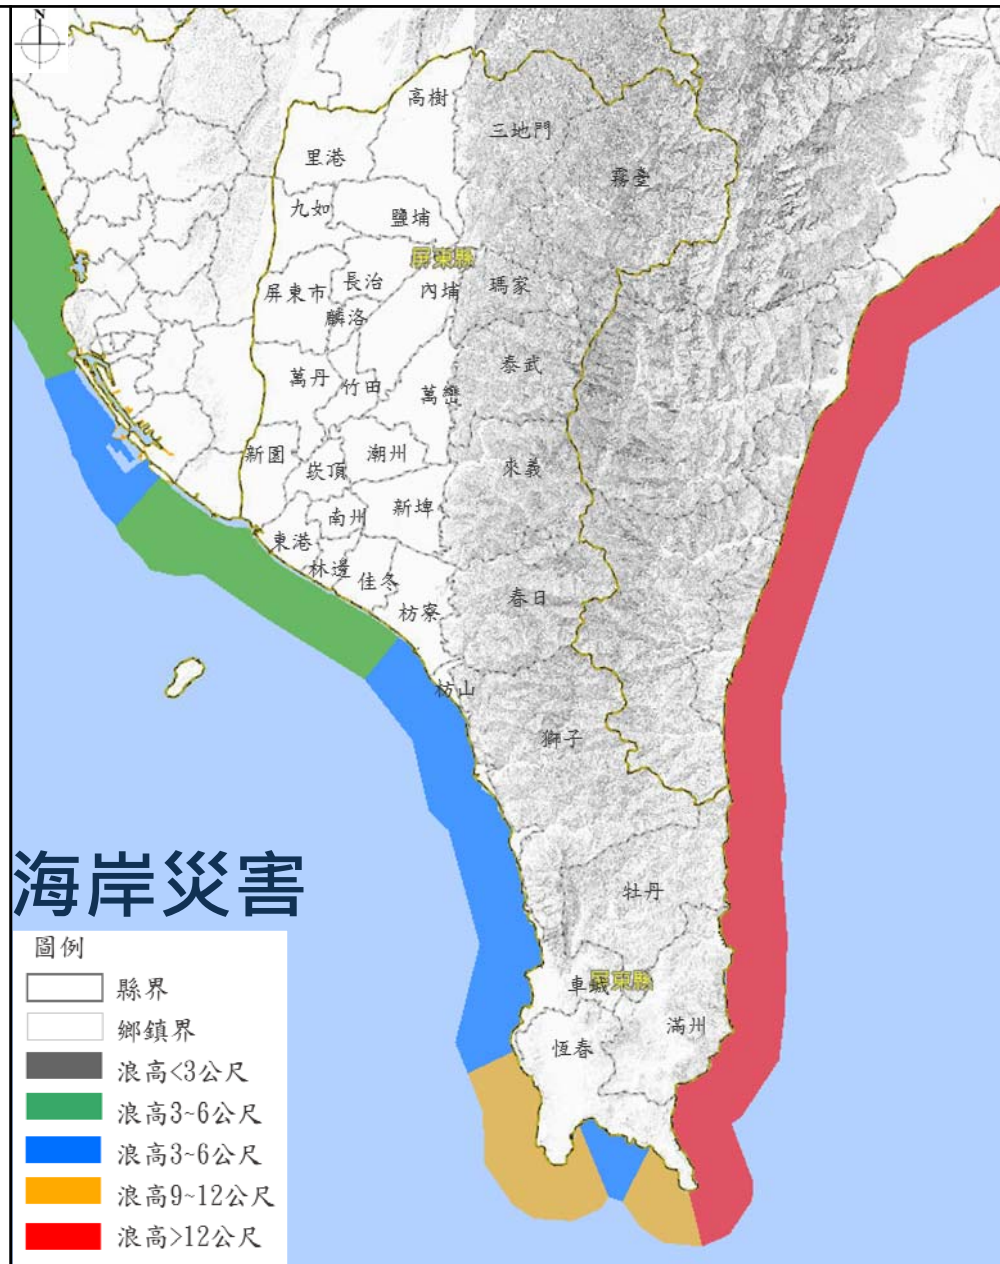 N
高樹
三地門
里港
霧臺
九如
鹽埔
屏東縣
長治
屏東市
內埔
瑪家
麟洛
泰武
萬丹
竹田
萬巒
新園
潮州
崁頂
來義
新埤
南州
東港
林邊
佳冬
春日
枋寮
枋山
獅子
海岸災害
牡丹
車城
屏東縣
滿州
恆春
圖例
縣界
鄉鎮界
浪高<3公尺
浪高3~6公尺
浪高3~6公尺
浪高9~12公尺
浪高>12公尺